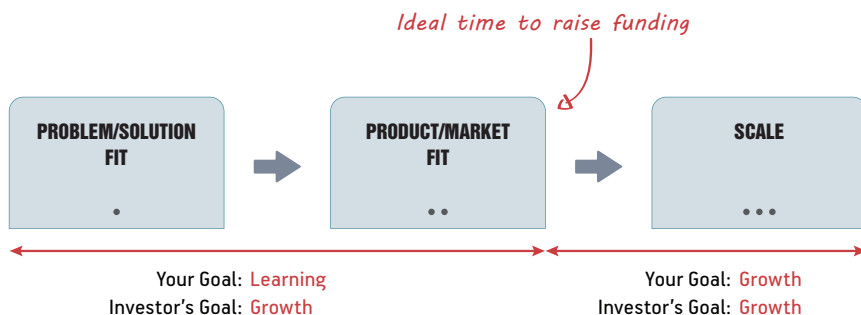 Ideal time to raise funding
PROBLEM/SOLUTION
FIT
PRODUCT/MARKET
FIT
SCALE
Your Goal: Learning
Investor's Goal: Growth
Your Goal: Growth
Investor's Goal: Growth